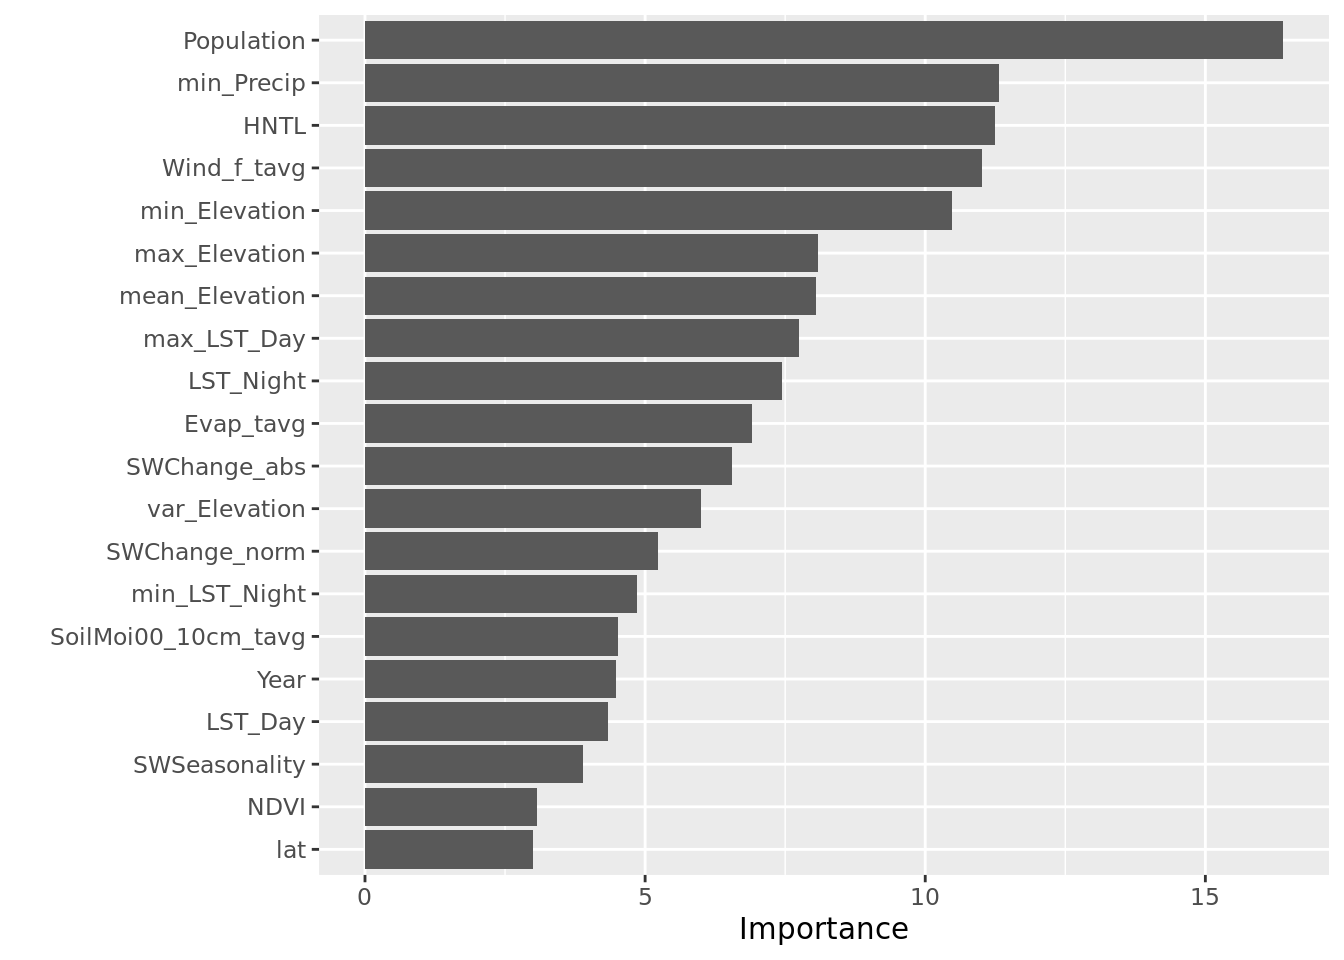 Population
min_Precip
HNTL
Wind_f_tavg
min_Elevation
max_Elevation
mean_Elevation
max_LST_Day
LST_Night
Evap_tavg
SWChange_abs
var_Elevation
SWChange_norm
min_LST_Night
SoilMoi00_10cm_tavg
Year
LST_Day
SWSeasonality
NDVI
lat
0 5 10 15
Importance